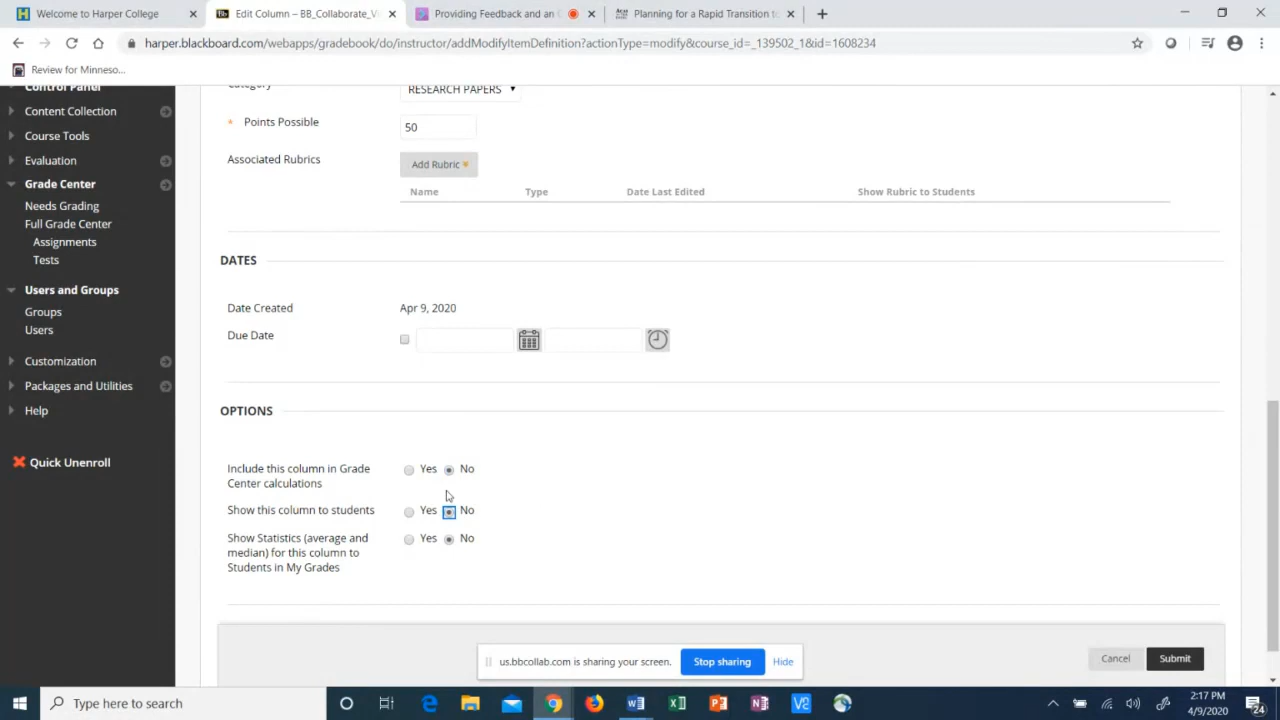 Welcome to Harper College
Edit Column – BB_Collaborate_V
Providing Feedback and an
Planning for a Rapid Transition to
harper.blackboard.com/webapps/gradebook/do/instructor/addModifyItemDefinition?actionType=modify&course_id=_139502_1&id=1608234
Review for Minneso...
Control Panel
Content Collection
Course Tools
Evaluation
Grade Center
Needs Grading
Full Grade Center
Assignments
Tests
Users and Groups
Groups
Users
Customization
Packages and Utilities
Help
Quick Unenroll
Category
RESEARCH PAPERS
* Points Possible
50
Associated Rubrics
Add Rubric
Name Type Date Last Edited Show Rubric to Students
DATES
Date Created
Apr 9, 2020
Due Date
OPTIONS
Include this column in Grade
Center calculations
Yes No
Show this column to students
Yes No
Show Statistics (average and
median) for this column to
Students in My Grades
Yes No
us.bbcollab.com is sharing your screen.
Stop sharing
Hide
Cancel
Submit
Type here to search
2:17 PM
4/9/2020
24